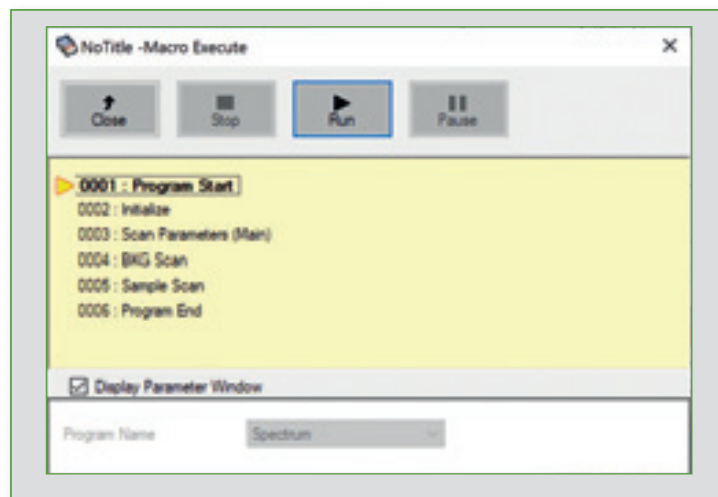 NoTitle -Macro Execute
Close Stop Run Pause
0001 : Program Start
0002 : Initialize
0003 : Scan Parameters (Main)
0004 : BKG Scan
0005 : Sample Scan
0006 : Program End
Display Parameter Window
Program Name Spectrum